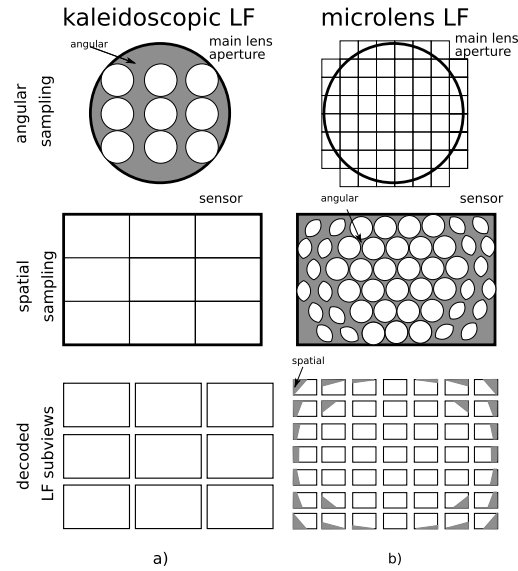 kaleidoscopic LF
microlens LF
angular
main lens
aperture
main lens
aperture
angular
sampling
sensor
angular
sensor
spatial
sampling
spatial
decoded
LF subviews
a)
b)